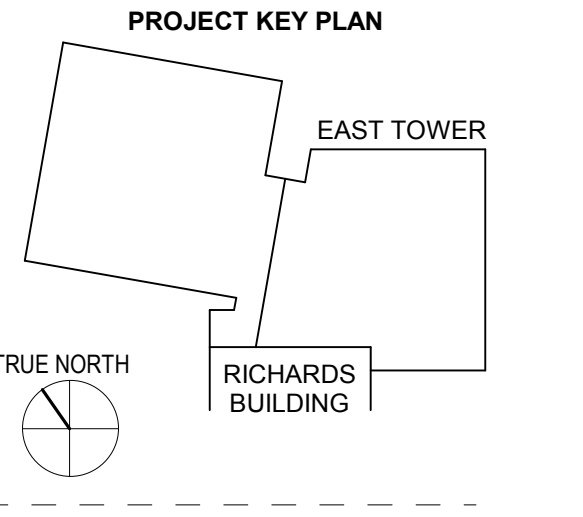 PROJECT KEY PLAN
EAST TOWER
TRUE NORTH
RICHARDS
BUILDING